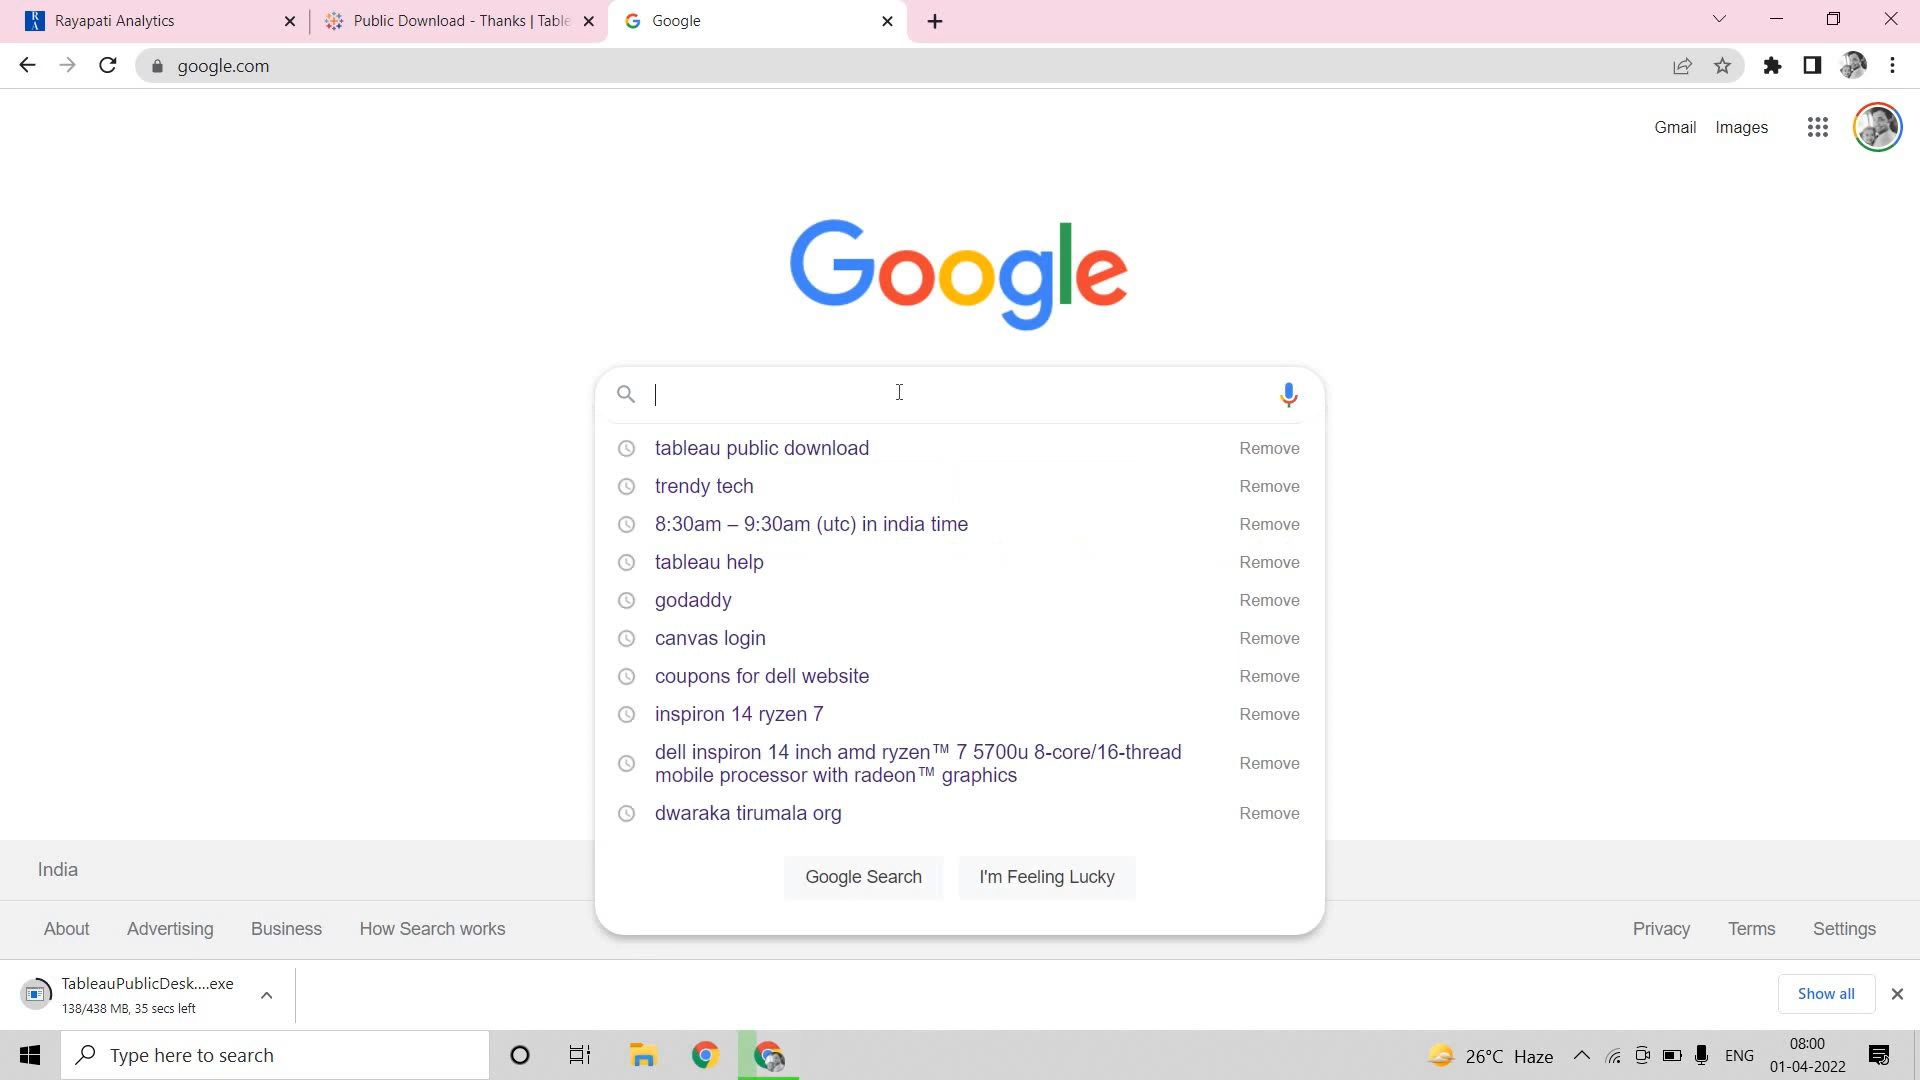 Rayapati Analytics
Public Download - Thanks | Table
Google
google.com
Gmail Images
Google
tableau public download Remove
trendy tech Remove
8:30am – 9:30am (utc) in india time Remove
tableau help Remove
godaddy Remove
canvas login Remove
coupons for dell website Remove
inspiron 14 ryzen 7 Remove
dell inspiron 14 inch amd ryzen™ 7 5700u 8-core/16-thread
mobile processor with radeon™ graphics Remove
dwaraka tirumala org Remove
Google Search I'm Feeling Lucky
India
About Advertising Business How Search works Privacy Terms Settings
TableauPublicDesk....exe
138/438 MB, 35 secs left
Show all
Type here to search
26°C Haze
ENG
08:00
01-04-2022